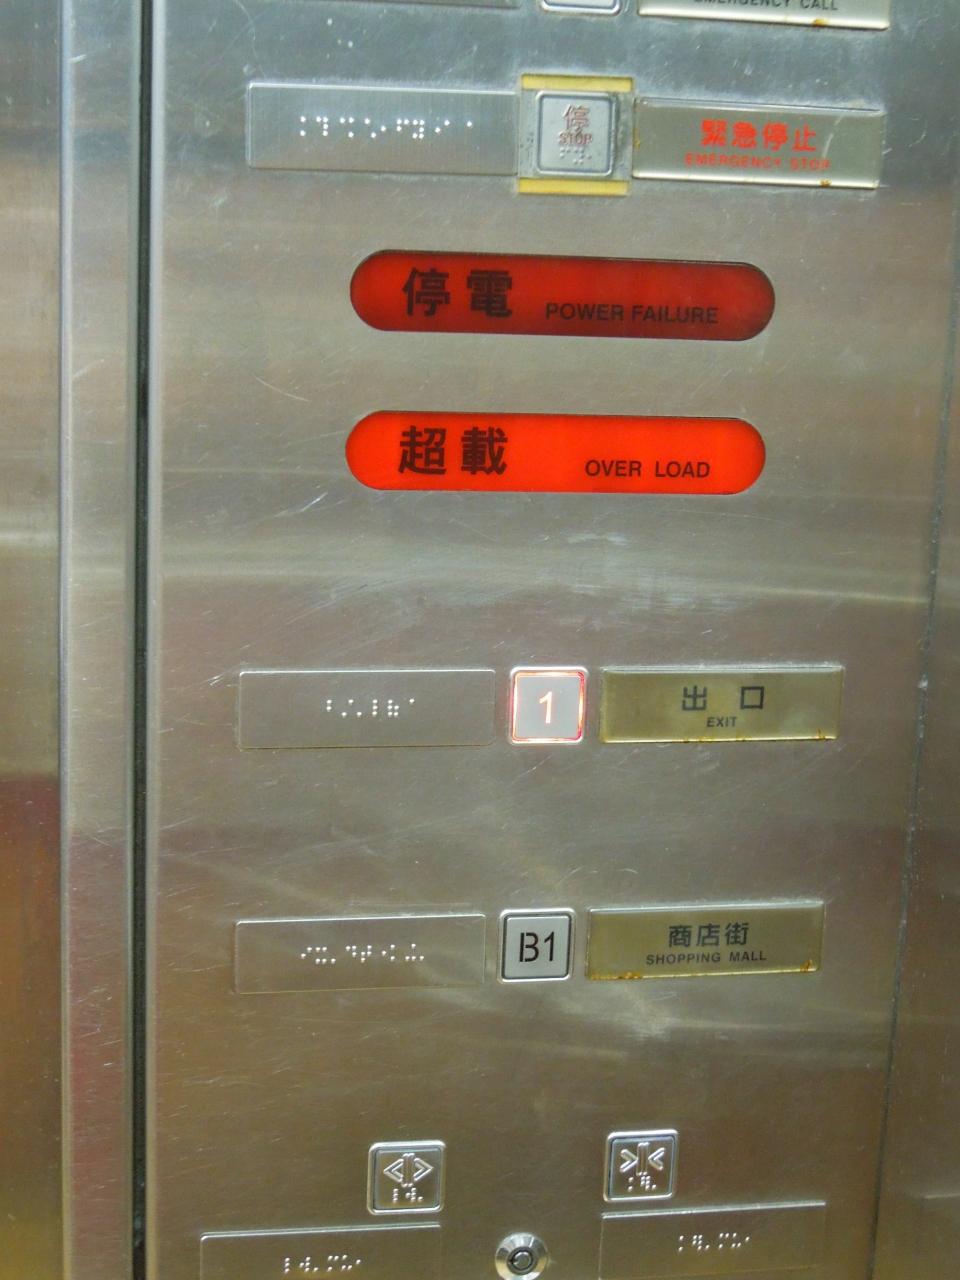 EMERGENCY CALL
停
STOP
緊急停止
EMERGENCY STOP
停電 POWER FAILURE
超載 OVER LOAD
1
出口
EXIT
B1
商店街
SHOPPING MALL